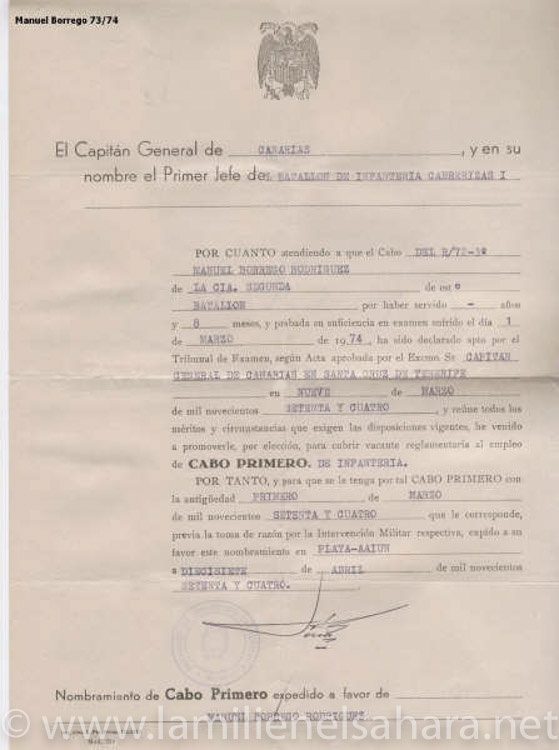 Manuel Borrego 73/74
El Capitán General de CANARIAS, y en su
nombre el Primer Jefe deL BATALLON DE INFANTERIA CABRERIZAS I
POR CUANTO atendiendo a que el Cabo DEL R/72-3º
MANUEL BORREGO RODRIGUEZ
de LA CIA. SEGUNDA de este
BATALLON por haber servido - años
y 8 meses, y probada su suficiencia en examen sufrido el día 1
de MARZO de 1974, ha sido declarado apto por el
Tribunal de Examen, según Acta aprobada por el Excmo Sr CAPITAN
GENERAL DE CANARIAS EN SANTA CRUZ DE TENERIFE
en NUEVE de MARZO
de mil novecientos SETENTA Y CUATRO, y reúne todos los
méritos y circunstancias que exigen las disposiciones vigentes, he venido
a promoverle, por elección, para cubrir vacante reglamentaria al empleo
de CABO PRIMERO. DE INFANTERIA.
POR TANTO, y para que se le tenga por tal CABO PRIMERO con
la antigüedad PRIMERO de MARZO
de mil novecientos SETENTA Y CUATRO que le corresponde,
previa la toma de razón por la Intervención Militar respectiva, expido a su
favor este nombramiento en PLAYA-AAIUN
a DIECISIETE de ABRIL de mil novecientos
SETENTA Y CUATRO.
Nombramiento de Cabo Primero expedido a favor de
MANUEL BORREGO RODRIGUEZ
© www.lamilienelsahara.net